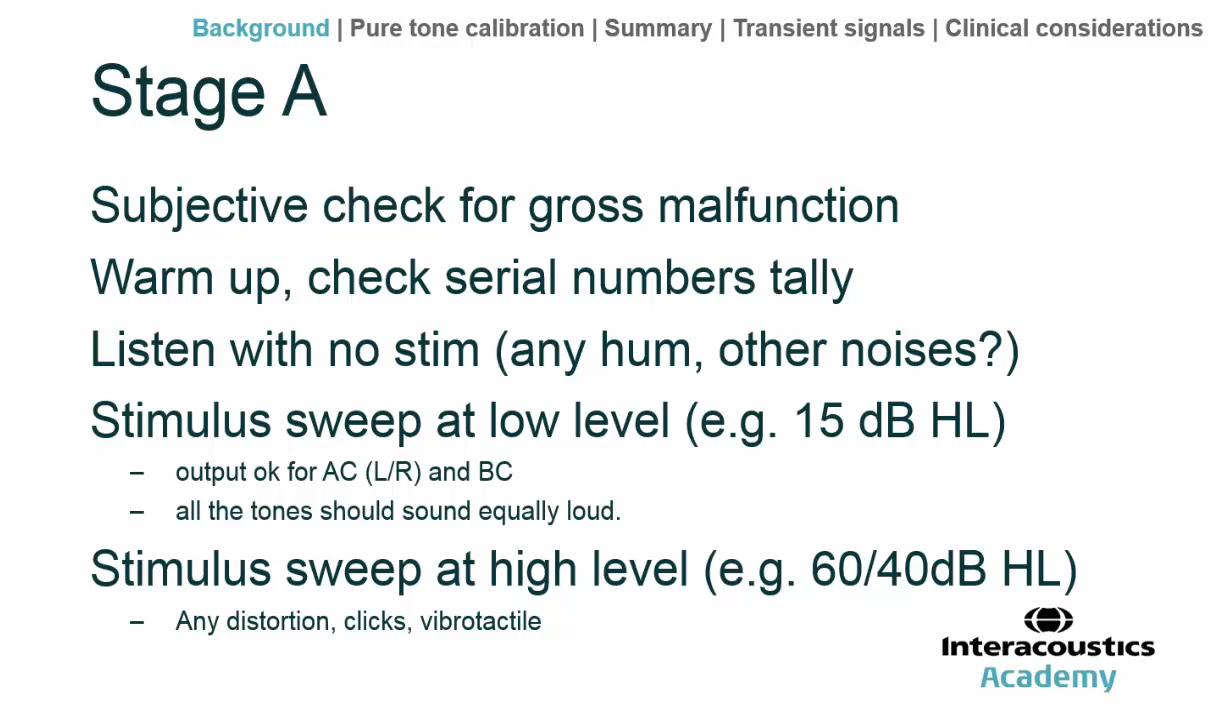 Background | Pure tone calibration | Summary | Transient signals | Clinical considerations
Stage A
Subjective check for gross malfunction
Warm up, check serial numbers tally
Listen with no stim (any hum, other noises?)
Stimulus sweep at low level (e.g. 15 dB HL)
– output ok for AC (L/R) and BC
– all the tones should sound equally loud.
Stimulus sweep at high level (e.g. 60/40dB HL)
– Any distortion, clicks, vibrotactile
Interacoustics
Academy